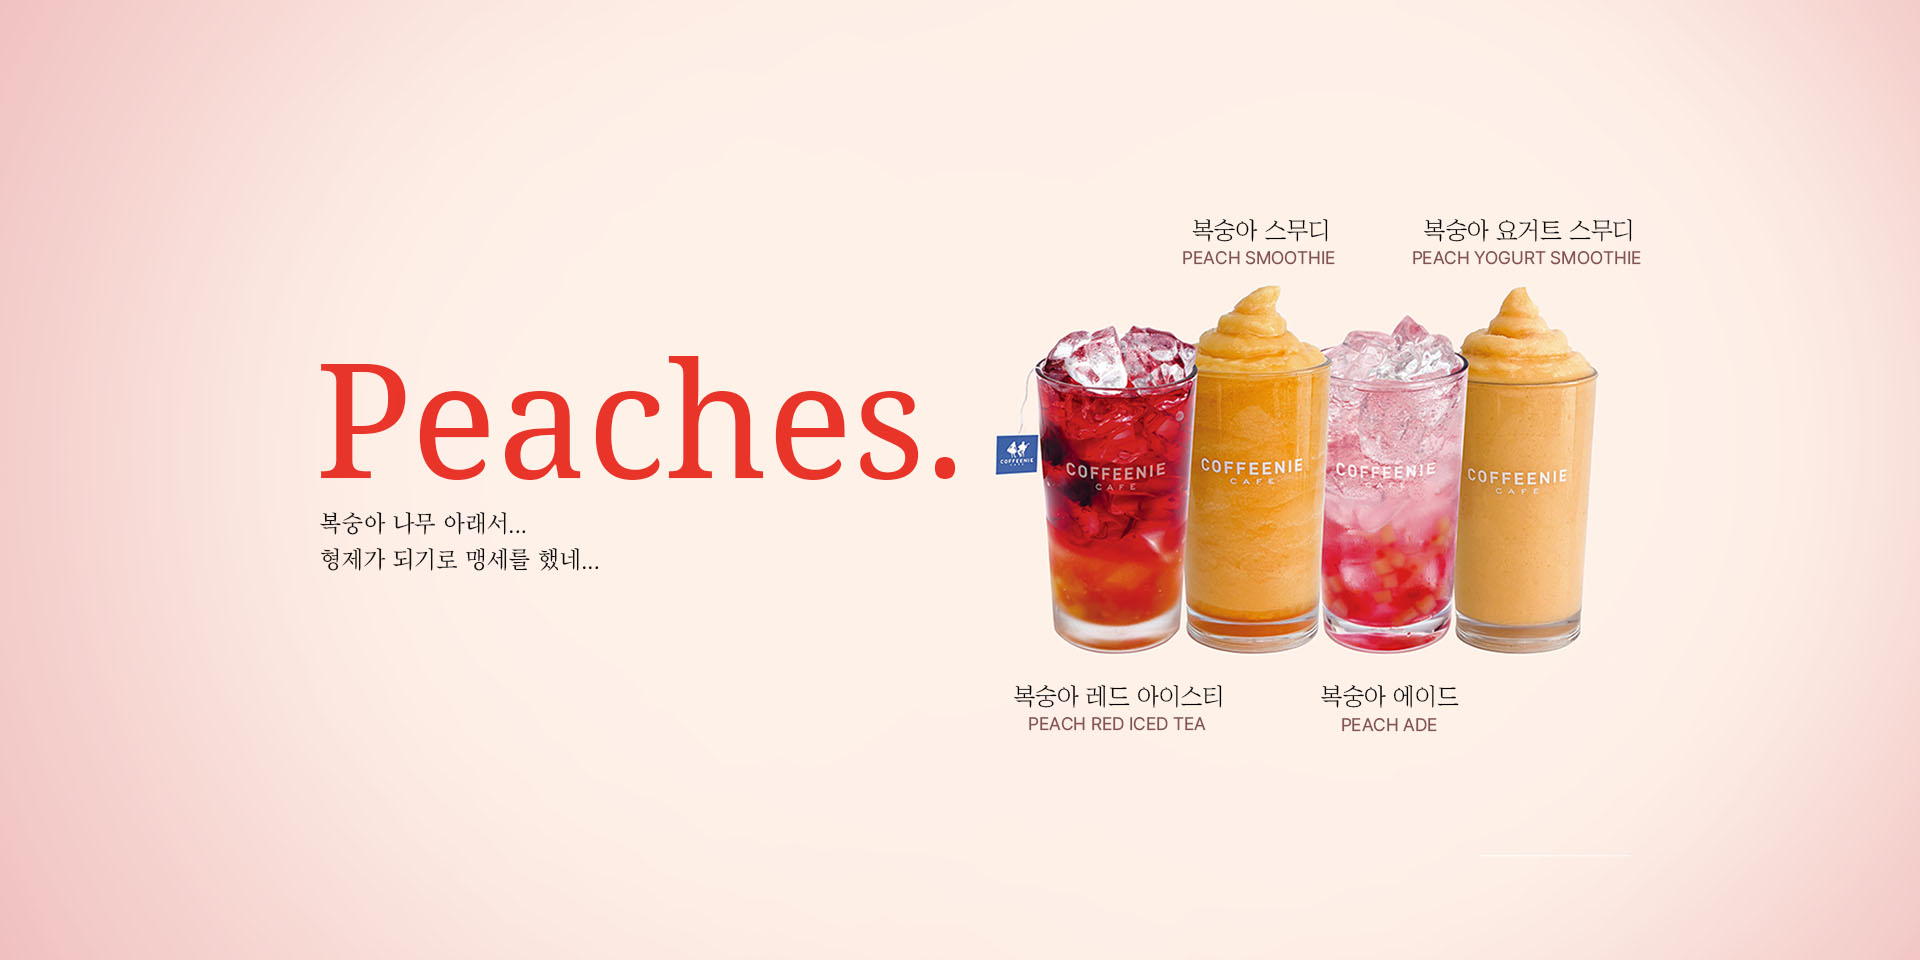 Peaches.
복숭아 나무 아래서...
형제가 되기로 맹세를 했네...
복숭아 스무디
PEACH SMOOTHIE
복숭아 요거트 스무디
PEACH YOGURT SMOOTHIE
COFFEENIE
CAFE
COFFEENIE
CAFE
COFFEENIE
CAFE
COFFEENIE
CAFE
COFFEENIE
CAFE
복숭아 레드 아이스티
PEACH RED ICED TEA
복숭아 에이드
PEACH ADE